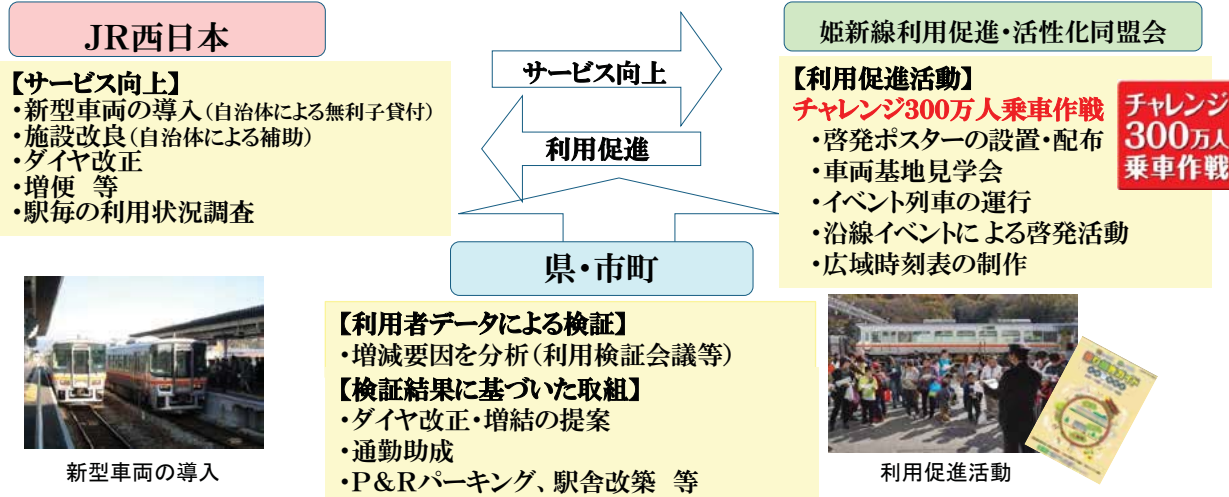 JR西日本
【サービス向上】
・新型車両の導入(自治体による無利子貸付)
・施設改良(自治体による補助)
・ダイヤ改正
・増便 等
・駅毎の利用状況調査
サービス向上
利用促進
姫新線利用促進・活性化同盟会
【利用促進活動】
チャレンジ300万人乗車作戦
・啓発ポスターの設置・配布
・車両基地見学会
・イベント列車の運行
・沿線イベントによる啓発活動
・広域時刻表の制作
チャレンジ
300万人
乗車作戦
県・市町
【利用者データによる検証】
・増減要因を分析(利用検証会議等)
【検証結果に基づいた取組】
・ダイヤ改正・増結の提案
・通勤助成
・P&Rパーキング、駅舎改築 等
新型車両の導入
利用促進活動